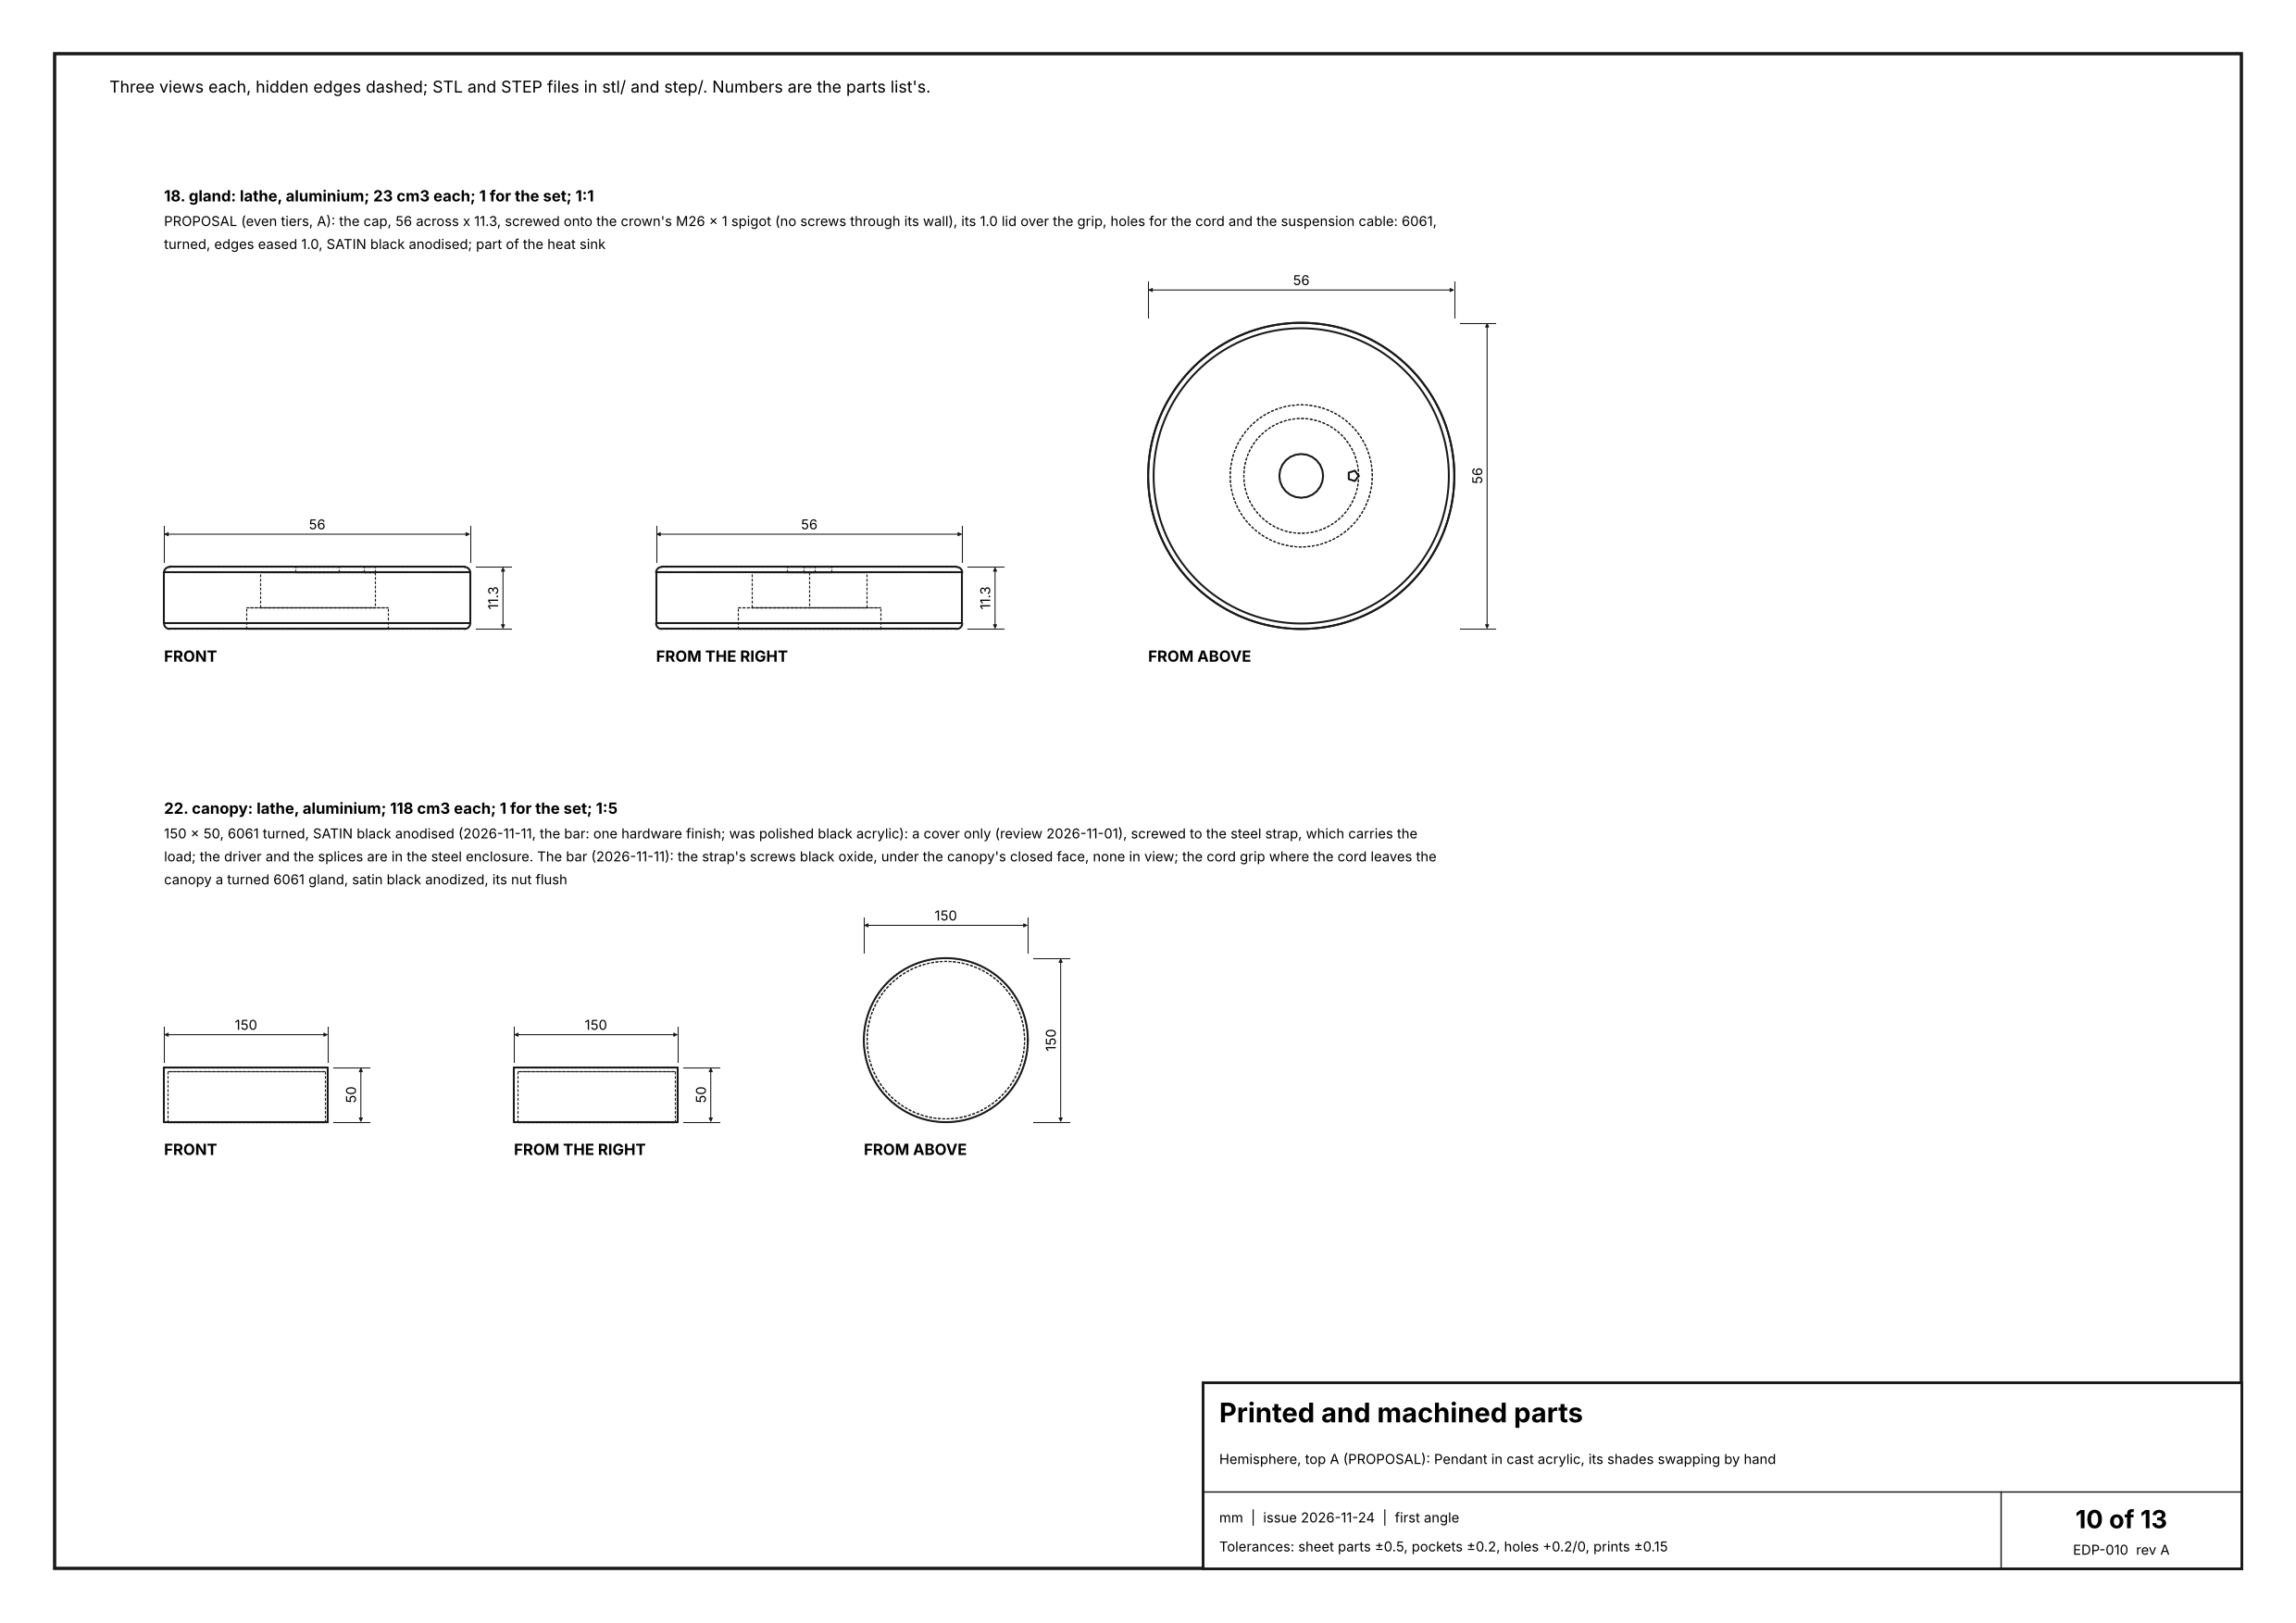 Three views each, hidden edges dashed; STL and STEP files in stl/ and step/. Numbers are the parts list's.
18. gland: lathe, aluminium; 23 cm3 each; 1 for the set; 1:1
PROPOSAL (even tiers, A): the cap, 56 across x 11.3, screwed onto the crown's M26 × 1 spigot (no screws through its wall), its 1.0 lid over the grip, holes for the cord and the suspension cable: 6061,
turned, edges eased 1.0, SATIN black anodised; part of the heat sink
56
56
56
56
11.3
11.3
FRONT
FROM THE RIGHT
FROM ABOVE
22. canopy: lathe, aluminium; 118 cm3 each; 1 for the set; 1:5
150 × 50, 6061 turned, SATIN black anodised (2026-11-11, the bar: one hardware finish; was polished black acrylic): a cover only (review 2026-11-01), screwed to the steel strap, which carries the
load; the driver and the splices are in the steel enclosure. The bar (2026-11-11): the strap's screws black oxide, under the canopy's closed face, none in view; the cord grip where the cord leaves the
canopy a turned 6061 gland, satin black anodized, its nut flush
150
150
150
150
50
50
FRONT
FROM THE RIGHT
FROM ABOVE
Printed and machined parts
Hemisphere, top A (PROPOSAL): Pendant in cast acrylic, its shades swapping by hand
mm | issue 2026-11-24 | first angle
Tolerances: sheet parts ±0.5, pockets ±0.2, holes +0.2/0, prints ±0.15
10 of 13
EDP-010 rev A